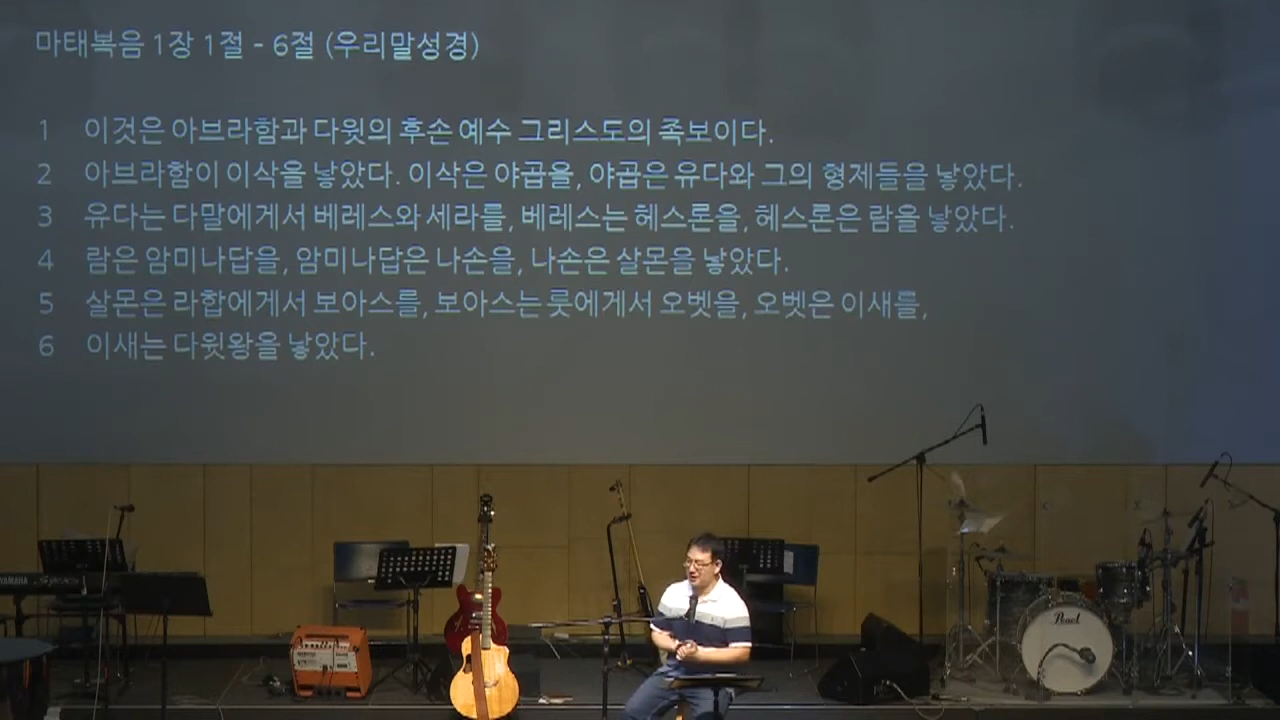 마태복음 1장 1절 - 6절 (우리말성경)
1 이것은 아브라함과 다윗의 후손 예수 그리스도의 족보이다.
2 아브라함이 이삭을 낳았다. 이삭은 야곱을, 야곱은 유다와 그의 형제들을 낳았다.
3 유다는 다말에게서 베레스와 세라를, 베레스는 헤스론을, 헤스론은 람을 낳았다.
4 람은 암미나답을, 암미나답은 나손을, 나손은 살몬을 낳았다.
5 살몬은 라합에게서 보아스를, 보아스는 룻에게서 오벳을, 오벳은 이새를,
6 이새는 다윗왕을 낳았다.
YAMAHA
Pearl